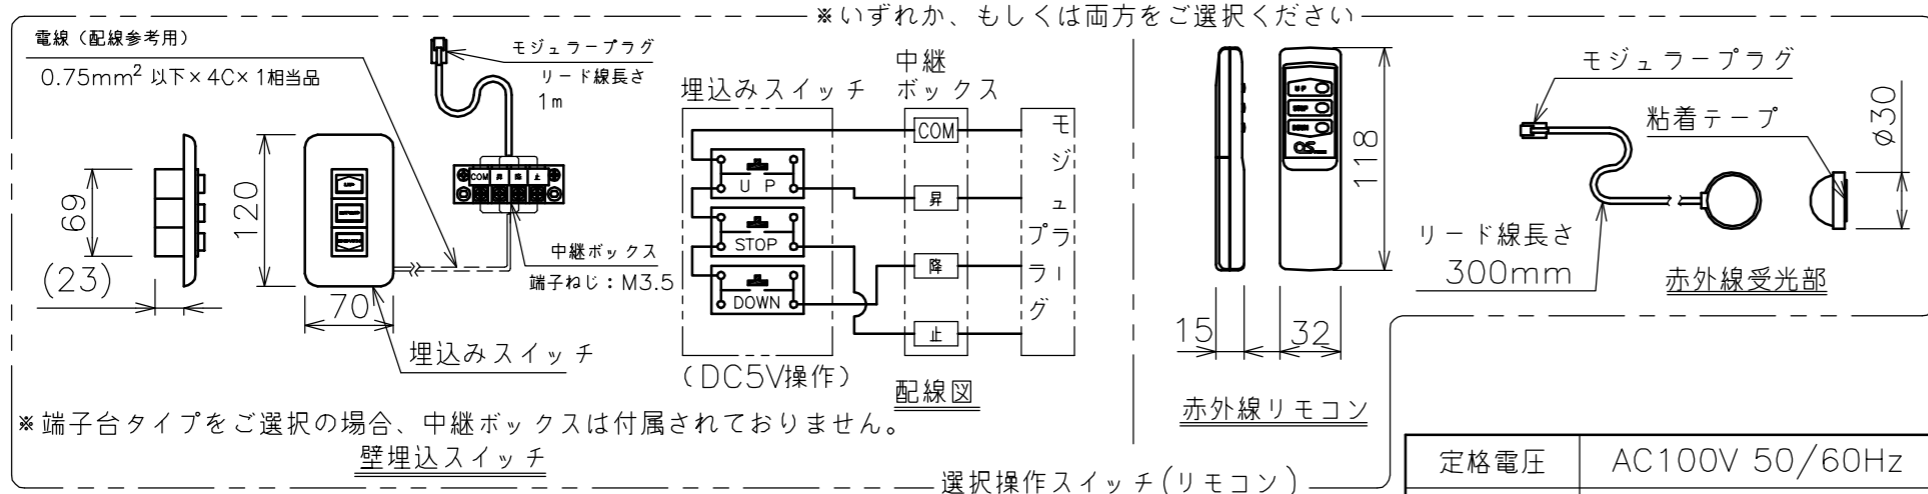 ※いずれか、もしくは両方をご選択ください
電線（配線参考用）
0.75mm² 以下×4C×1相当品
モジュラープラグ
リード線長さ
1m
69
(23)
120
70
COM 昇 降 止
中継ボックス
端子ねじ：M3.5
埋込みスイッチ
埋込みスイッチ
中継
ボックス
UP
STOP
DOWN
COM
昇
降
止
モジュラープラグ
(DC5V操作)
配線図
※端子台タイプをご選択の場合、中継ボックスは付属されておりません。
壁埋込スイッチ
UP
STOP
DOWN
OS
118
15
32
赤外線リモコン
モジュラープラグ
粘着テープ
ø30
リード線長さ
300mm
赤外線受光部
選択操作スイッチ(リモコン)
定格電圧 AC100V 50/60Hz